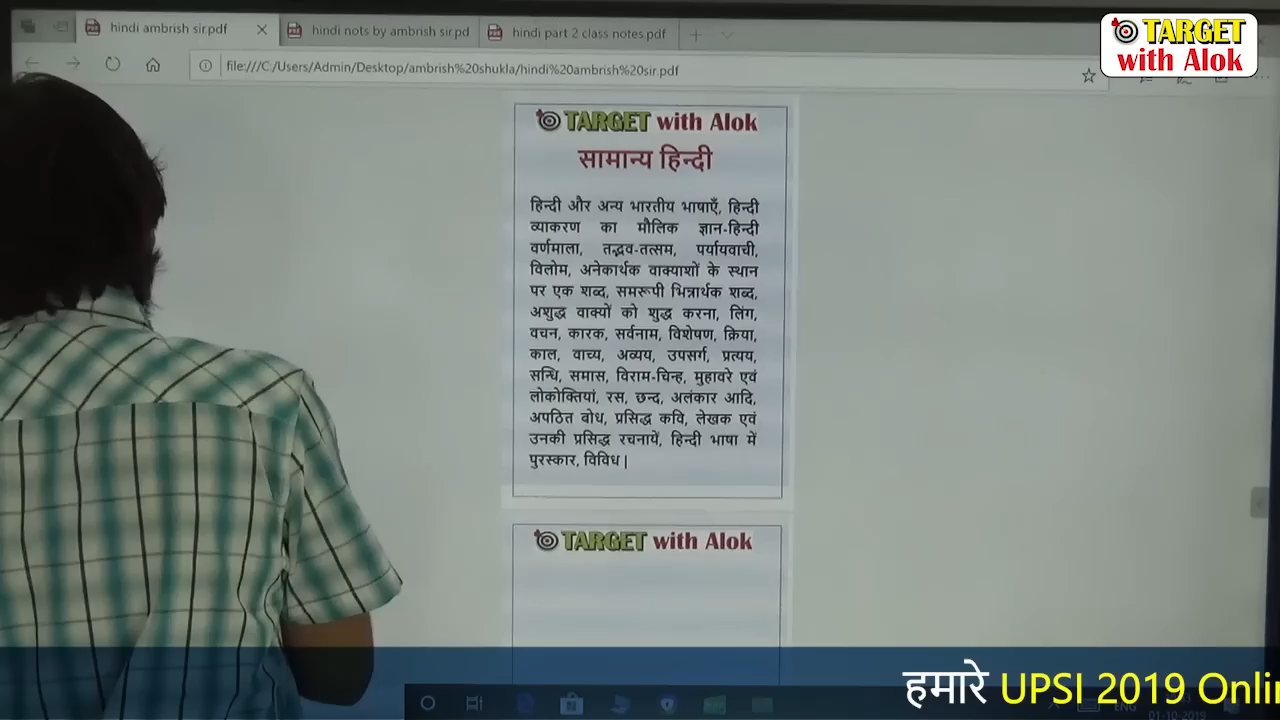 hindi ambrish sir.pdf
hindi nots by ambrish sir pd
hindi part 2 class notes.pdf
file:///C:/Users/Admin/Desktop/ambrish%20shukla/hindi%20ambrish%20sir.pdf
TARGET
with Alok
TARGET with Alok
सामान्य हिन्दी
हिन्दी और अन्य भारतीय भाषाएँ, हिन्दी
व्याकरण का मौलिक ज्ञान-हिन्दी
वर्णमाला, तद्भव-तत्सम, पर्यायवाची,
विलोम, अनेकार्थक वाक्याशों के स्थान
पर एक शब्द, समरूपी भिन्नार्थक शब्द,
अशुद्ध वाक्यों को शुद्ध करना, लिंग,
वचन, कारक, सर्वनाम, विशेषण, क्रिया,
काल, वाच्य, अव्यय, उपसर्ग, प्रत्यय,
सन्धि, समास, विराम-चिन्ह, मुहावरे एवं
लोकोक्तियां, रस, छन्द, अलंकार आदि,
अपठित बोध, प्रसिद्ध कवि, लेखक एवं
उनकी प्रसिद्ध रचनायें, हिन्दी भाषा में
पुरस्कार, विविध |
TARGET with Alok
हमारे UPSI 2019 Onli
ENG
01-10-2019